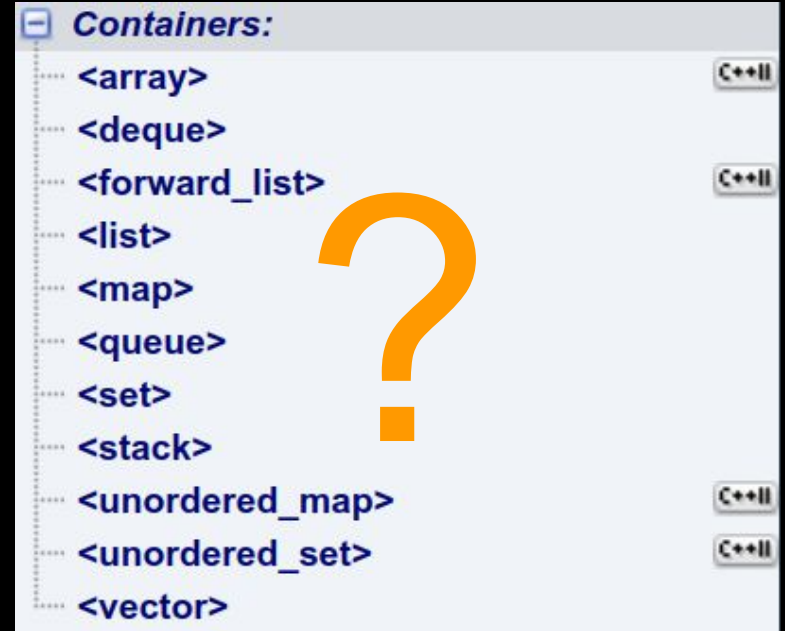 Containers:
<array> C++11
<deque>
<forward_list> C++11
<list>
<map>
<queue>
<set>
<stack>
<unordered_map> C++11
<unordered_set> C++11
<vector>
?